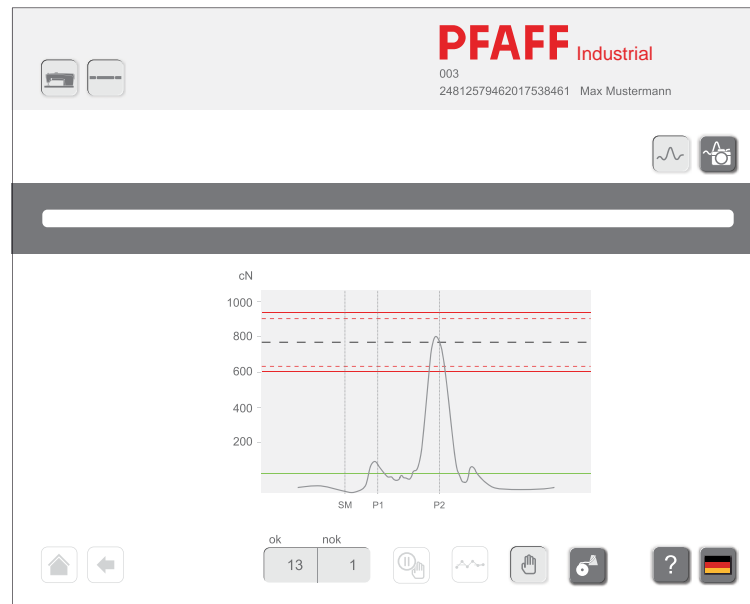 PFAFF Industrial
003
24812579462017538461 Max Mustermann
cN
1000
800
600
400
200
SM P1 P2
ok nok
13 1
?